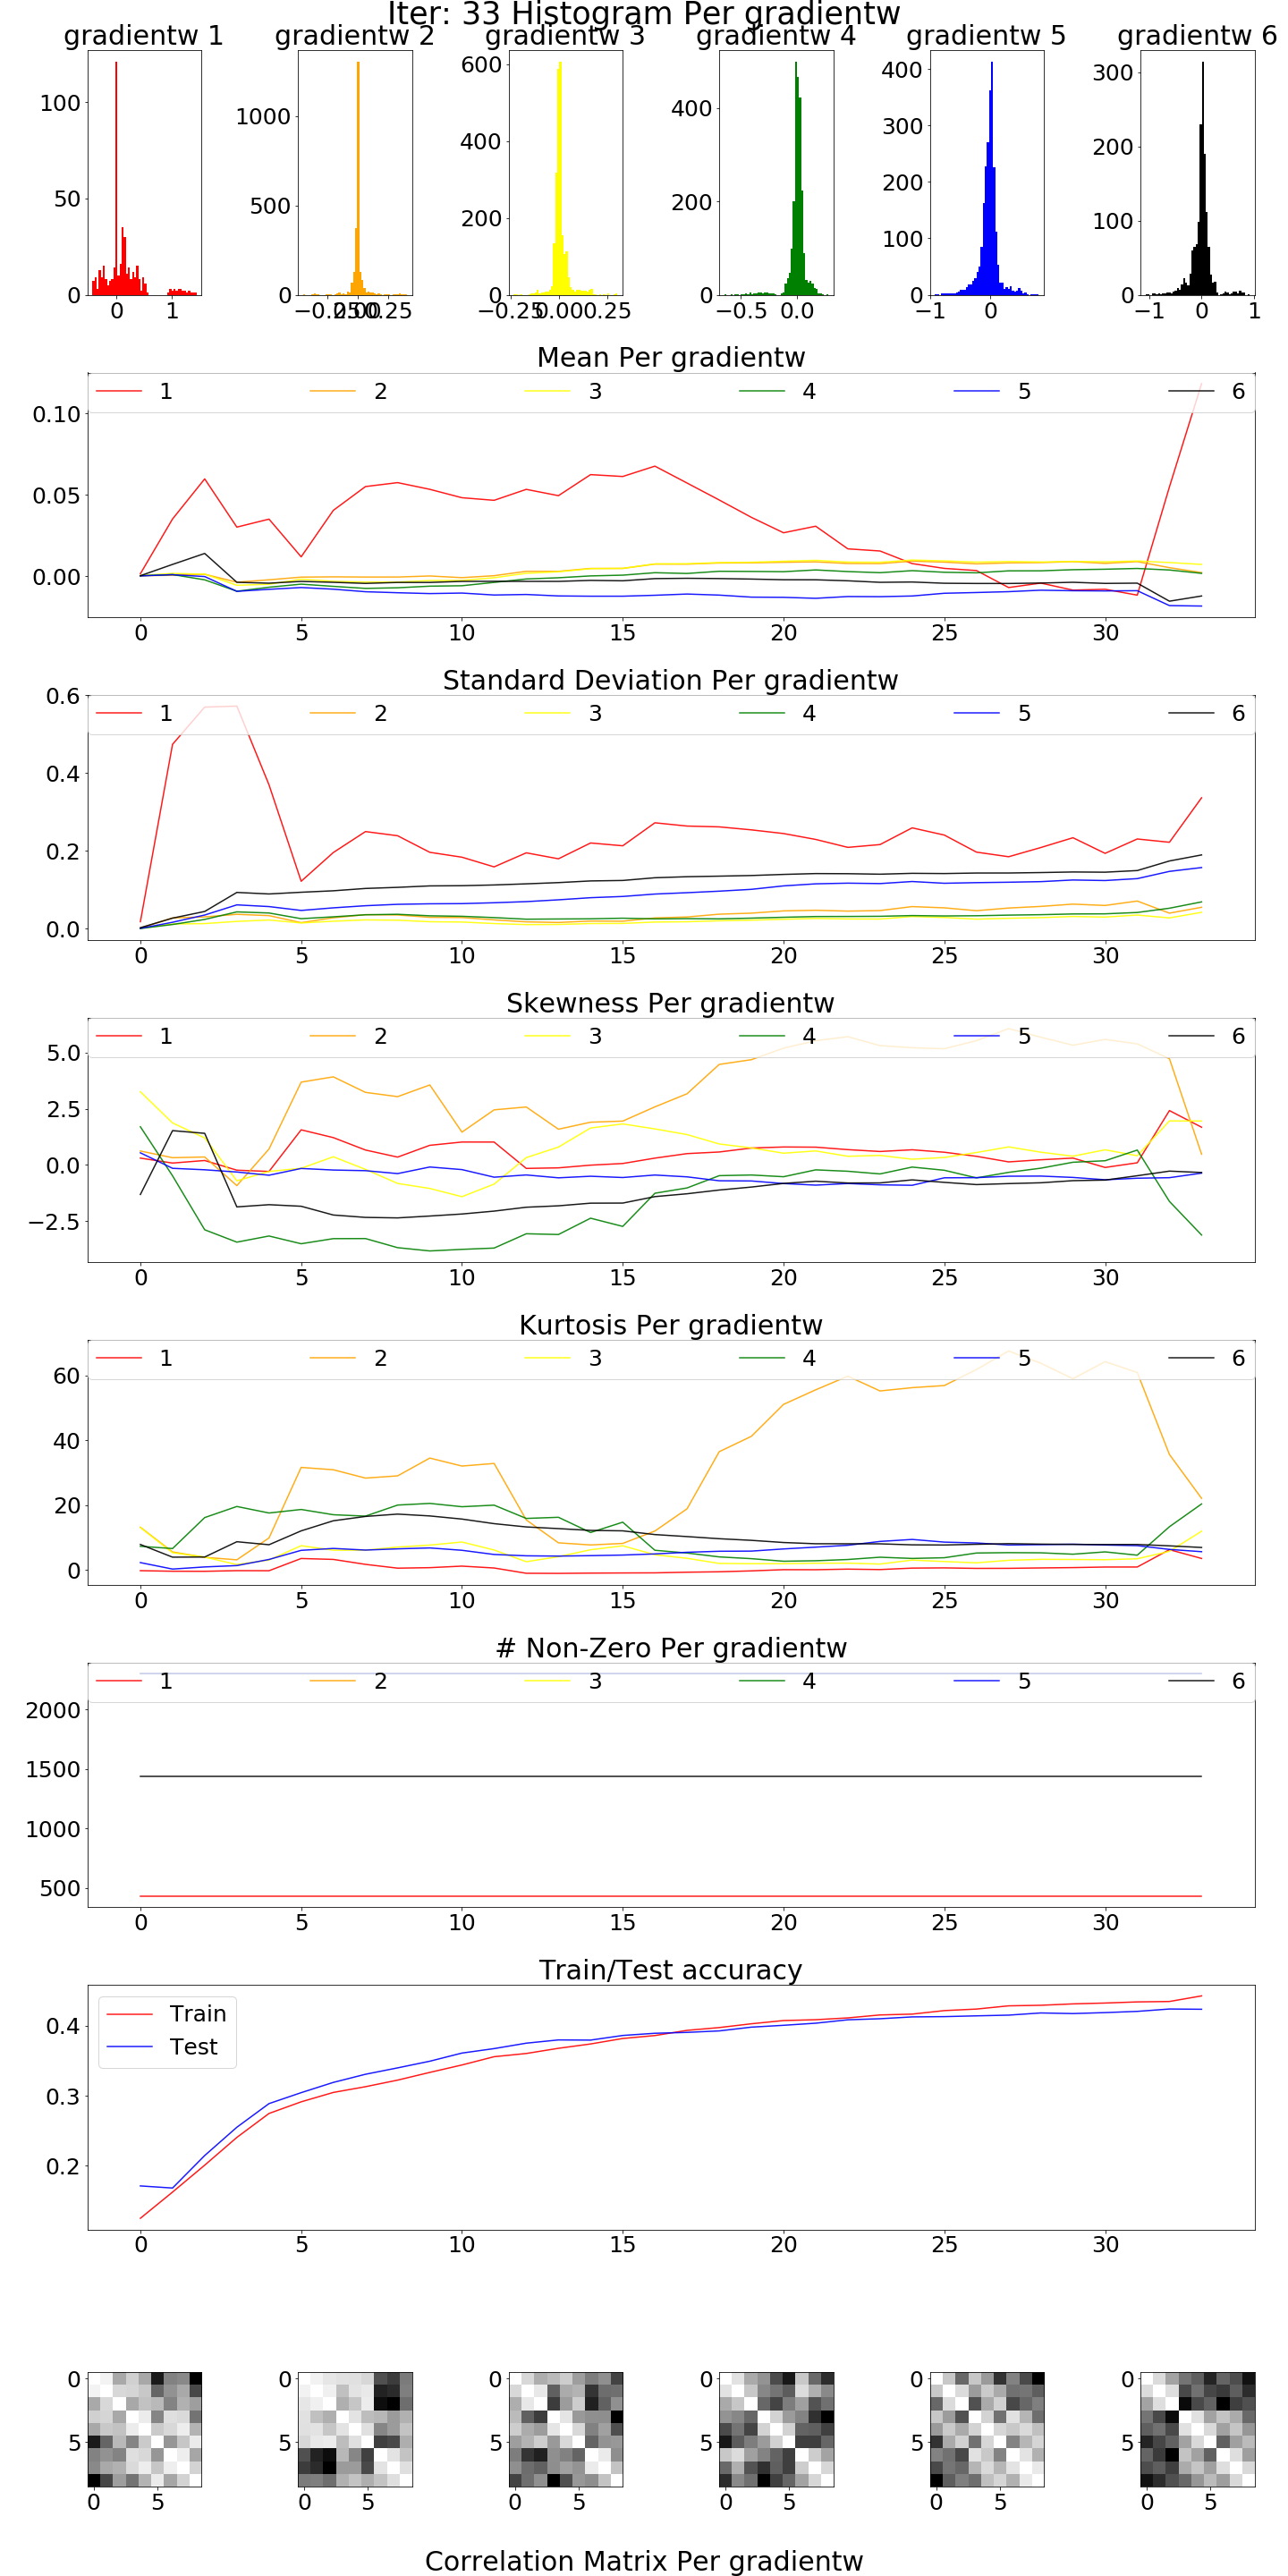 Iter: 33 Histogram Per gradientw
gradientw 1 gradientw 2 gradientw 3 gradientw 4 gradientw 5 gradientw 6
100
50
0
0 1
1000
500
0
−0.25 0.00 0.25
600
400
200
0
−0.25 0.00 0.25
400
200
0
−0.5 0.0
400
300
200
100
0
−1 0
300
200
100
0
−1 0 1
Mean Per gradientw
1 2 3 4 5 6
0.10
0.05
0.00
0 5 10 15 20 25 30
Standard Deviation Per gradientw
1 2 3 4 5 6
0.6
0.4
0.2
0.0
0 5 10 15 20 25 30
Skewness Per gradientw
1 2 3 4 5 6
5.0
2.5
0.0
−2.5
0 5 10 15 20 25 30
Kurtosis Per gradientw
1 2 3 4 5 6
60
40
20
0
0 5 10 15 20 25 30
# Non-Zero Per gradientw
1 2 3 4 5 6
2000
1500
1000
500
0 5 10 15 20 25 30
Train/Test accuracy
Train
Test
0.4
0.3
0.2
0 5 10 15 20 25 30
0
5
0 5
0
5
0 5
0
5
0 5
0
5
0 5
0
5
0 5
0
5
0 5
Correlation Matrix Per gradientw